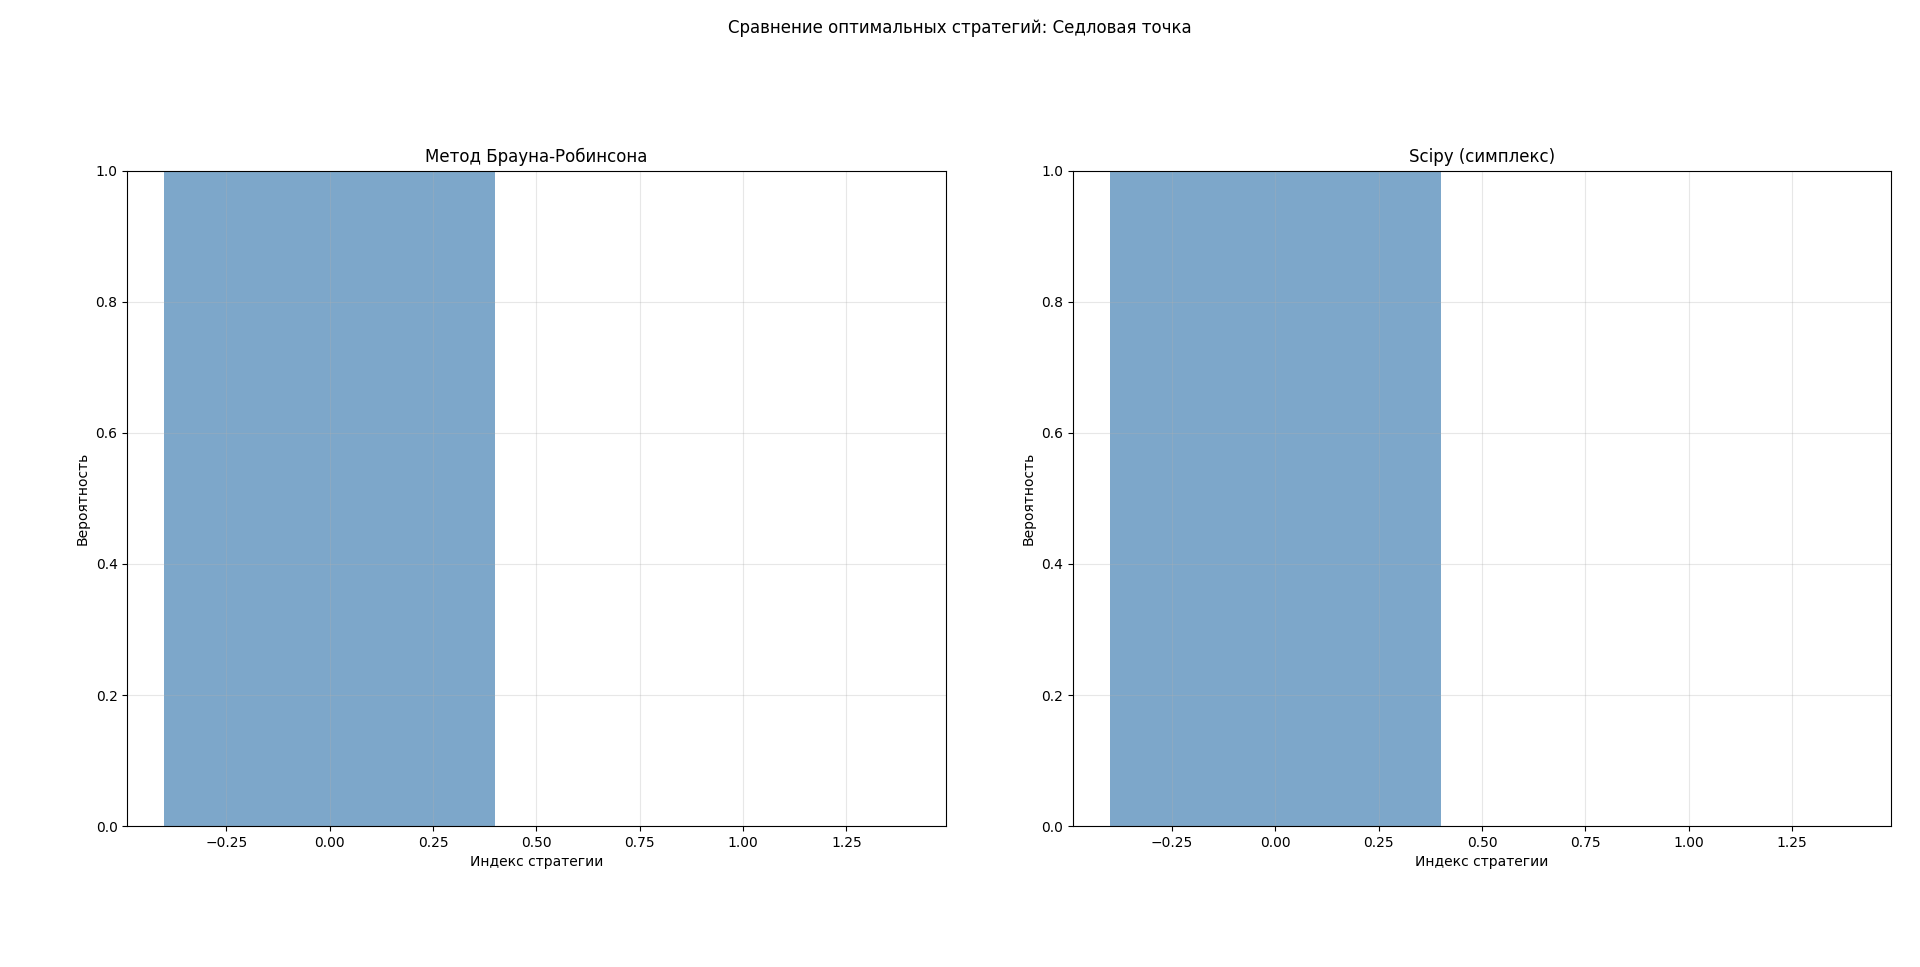 Сравнение оптимальных стратегий: Седловая точка
Метод Брауна-Робинсона
1.0
0.8
0.6
0.4
0.2
0.0
Вероятность
−0.25 0.00 0.25 0.50 0.75 1.00 1.25
Индекс стратегии
Scipy (симплекс)
1.0
0.8
0.6
0.4
0.2
0.0
Вероятность
−0.25 0.00 0.25 0.50 0.75 1.00 1.25
Индекс стратегии